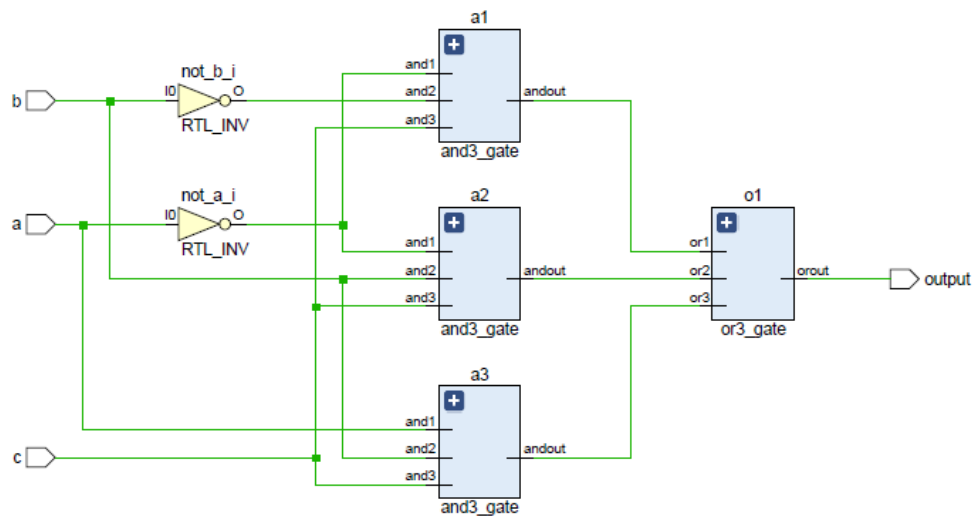 a1
not_b_i
and1
b
I0
O
and2
andout
RTL_INV
and3
and3_gate
not_a_i
a2
o1
a
I0
O
RTL_INV
and1
or1
and2
andout
or2
orout
output
and3
or3
and3_gate
or3_gate
a3
and1
c
and2
andout
and3
and3_gate